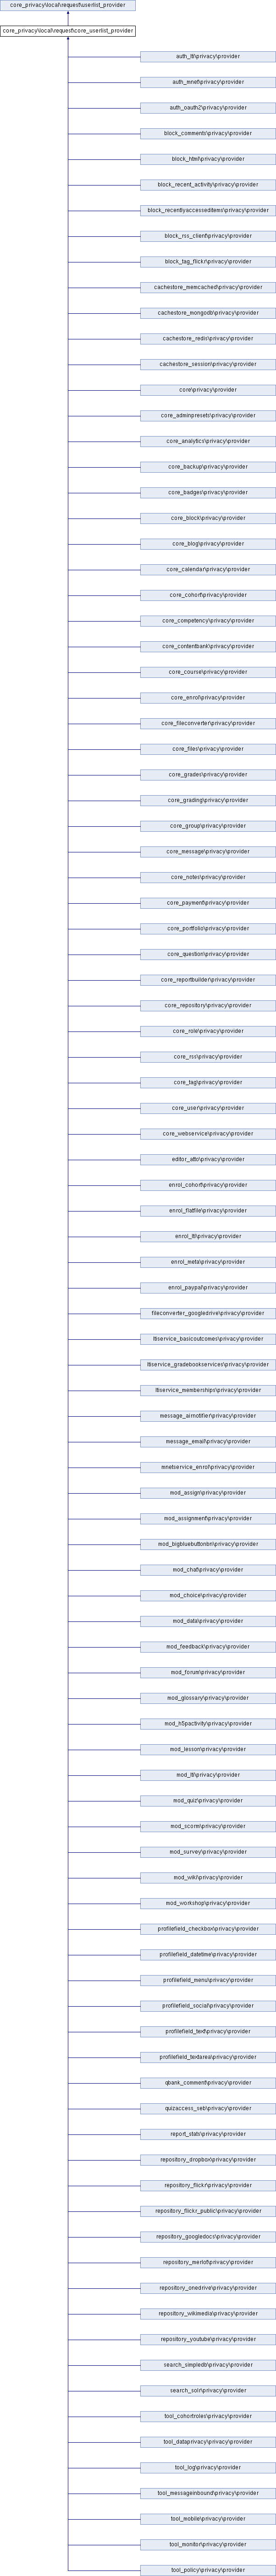 core_privacy\local\request\userlist_provider
core_privacy\local\request\core_userlist_provider
auth_lti\privacy\provider
auth_mnet\privacy\provider
auth_oauth2\privacy\provider
block_comments\privacy\provider
block_html\privacy\provider
block_recent_activity\privacy\provider
block_recentlyaccesseditems\privacy\provider
block_rss_client\privacy\provider
block_tag_flickr\privacy\provider
cachestore_memcached\privacy\provider
cachestore_mongodb\privacy\provider
cachestore_redis\privacy\provider
cachestore_session\privacy\provider
core\privacy\provider
core_adminpresets\privacy\provider
core_analytics\privacy\provider
core_backup\privacy\provider
core_badges\privacy\provider
core_block\privacy\provider
core_blog\privacy\provider
core_calendar\privacy\provider
core_cohort\privacy\provider
core_competency\privacy\provider
core_contentbank\privacy\provider
core_course\privacy\provider
core_enrol\privacy\provider
core_fileconverter\privacy\provider
core_files\privacy\provider
core_grades\privacy\provider
core_grading\privacy\provider
core_group\privacy\provider
core_message\privacy\provider
core_notes\privacy\provider
core_payment\privacy\provider
core_portfolio\privacy\provider
core_question\privacy\provider
core_reportbuilder\privacy\provider
core_repository\privacy\provider
core_role\privacy\provider
core_rss\privacy\provider
core_tag\privacy\provider
core_user\privacy\provider
core_webservice\privacy\provider
editor_atto\privacy\provider
enrol_cohort\privacy\provider
enrol_flatfile\privacy\provider
enrol_lti\privacy\provider
enrol_meta\privacy\provider
enrol_paypal\privacy\provider
fileconverter_googledrive\privacy\provider
ltiservice_basicoutcomes\privacy\provider
ltiservice_gradebookservices\privacy\provider
ltiservice_memberships\privacy\provider
message_airnotifier\privacy\provider
message_email\privacy\provider
mnetservice_enrol\privacy\provider
mod_assign\privacy\provider
mod_assignment\privacy\provider
mod_bigbluebuttonbn\privacy\provider
mod_chat\privacy\provider
mod_choice\privacy\provider
mod_data\privacy\provider
mod_feedback\privacy\provider
mod_forum\privacy\provider
mod_glossary\privacy\provider
mod_h5pactivity\privacy\provider
mod_lesson\privacy\provider
mod_lti\privacy\provider
mod_quiz\privacy\provider
mod_scorm\privacy\provider
mod_survey\privacy\provider
mod_wiki\privacy\provider
mod_workshop\privacy\provider
profilefield_checkbox\privacy\provider
profilefield_datetime\privacy\provider
profilefield_menu\privacy\provider
profilefield_social\privacy\provider
profilefield_text\privacy\provider
profilefield_textarea\privacy\provider
qbank_comment\privacy\provider
quizaccess_seb\privacy\provider
report_stats\privacy\provider
repository_dropbox\privacy\provider
repository_flickr\privacy\provider
repository_flickr_public\privacy\provider
repository_googledocs\privacy\provider
repository_merlot\privacy\provider
repository_onedrive\privacy\provider
repository_wikimedia\privacy\provider
repository_youtube\privacy\provider
search_simpledb\privacy\provider
search_solr\privacy\provider
tool_cohortroles\privacy\provider
tool_dataprivacy\privacy\provider
tool_log\privacy\provider
tool_messageinbound\privacy\provider
tool_mobile\privacy\provider
tool_monitor\privacy\provider
tool_policy\privacy\provider